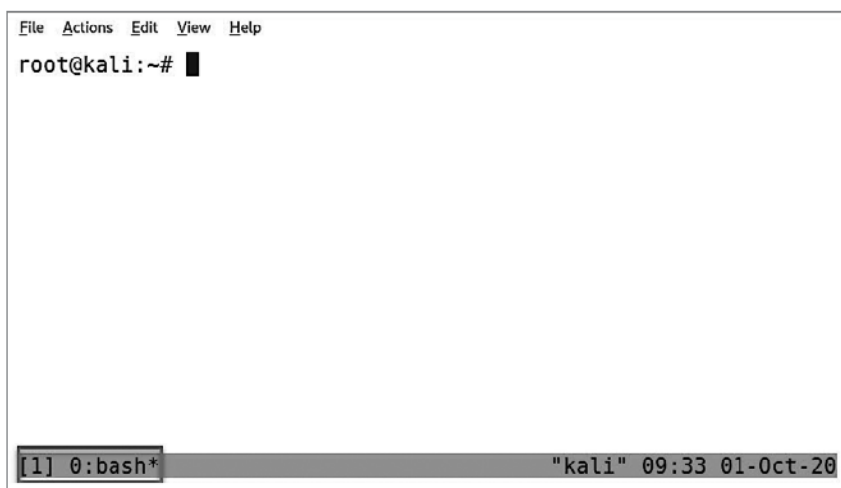 File Actions Edit View Help
root@kali:~#
[1] 0:bash* "kali" 09:33 01-Oct-20